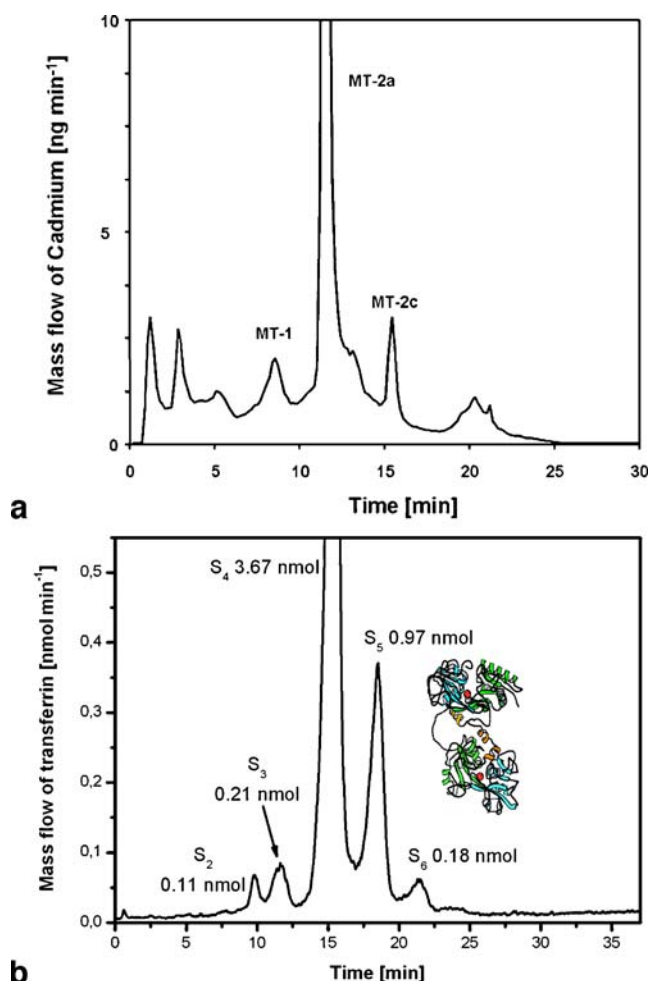 10
MT-2a
Mass flow of Cadmium [ng min⁻¹]
5
MT-2c
MT-1
0
0 5 10 15 20 25 30
Time [min]
a
0,5
S₄ 3.67 nmol
S₅ 0.97 nmol
Mass flow of transferrin [nmol min⁻¹]
0,4
0,3
S₃
0.21 nmol
0,2
S₂
0.11 nmol
S₆ 0.18 nmol
0,1
0,0
0 5 10 15 20 25 30 35
Time [min]
b